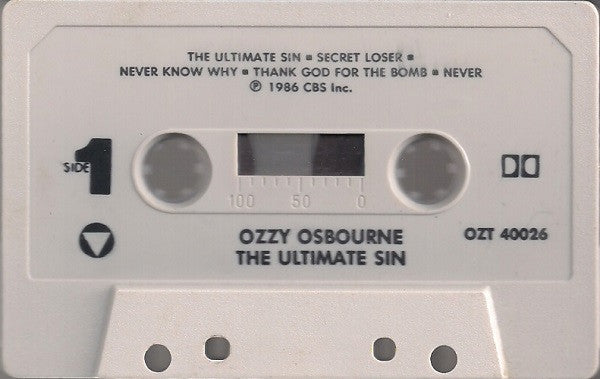 THE ULTIMATE SIN ▪ SECRET LOSER ▪
NEVER KNOW WHY ▪ THANK GOD FOR THE BOMB ▪ NEVER
℗ 1986 CBS Inc.
SIDE 1
100 50 0
OZZY OSBOURNE
THE ULTIMATE SIN
OZT 40026